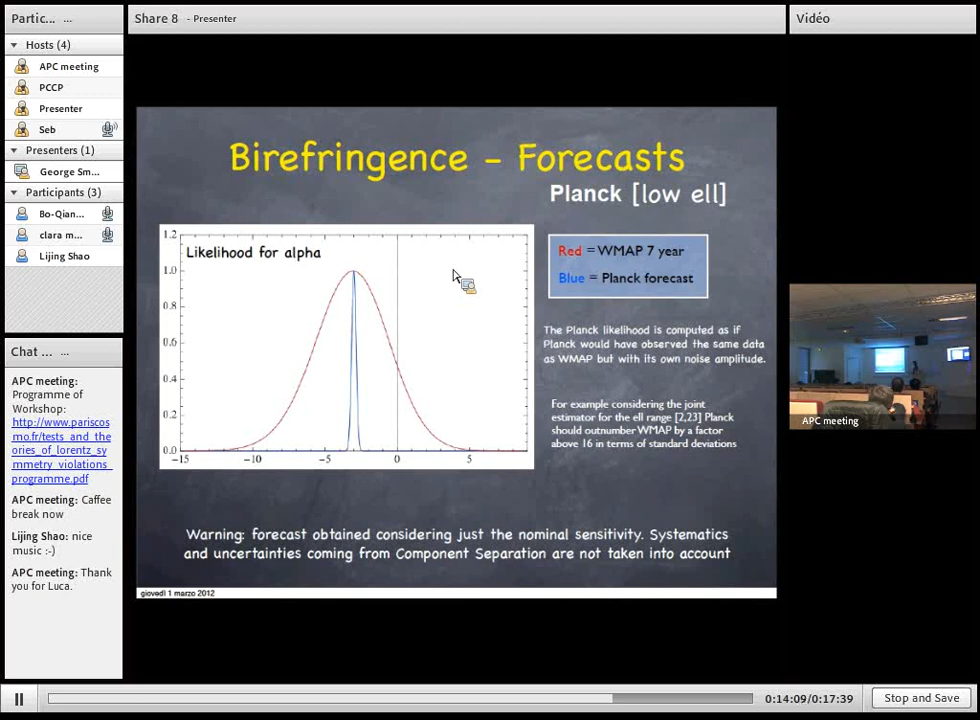 Partic... ...
Hosts (4)
APC meeting
PCCP
Presenter
Seb
Presenters (1)
George Sm...
Participants (3)
Bo-Qian...
clara m...
Lijing Shao
Chat ... ...
APC meeting:
Programme of
Workshop:
http://www.pariscos
mo.fr/tests_and_the
ories_of_lorentz_sy
mmetry_violations_
programme.pdf
APC meeting: Caffee
break now
Lijing Shao: nice
music :-)
APC meeting: Thank
you for Luca.
Share 8 - Presenter
Birefringence - Forecasts
Planck [low ell]
Likelihood for alpha
1.2
1.0
0.8
0.6
0.4
0.2
0.0
-15 -10 -5 0 5
Red = WMAP 7 year
Blue = Planck forecast
The Planck likelihood is computed as if
Planck would have observed the same data
as WMAP but with its own noise amplitude.
For example considering the joint
estimator for the ell range [2,23] Planck
should outnumber WMAP by a factor
above 16 in terms of standard deviations
Warning: forecast obtained considering just the nominal sensitivity. Systematics
and uncertainties coming from Component Separation are not taken into account
giovedì 1 marzo 2012
Vidéo
APC meeting
0:14:09/0:17:39
Stop and Save